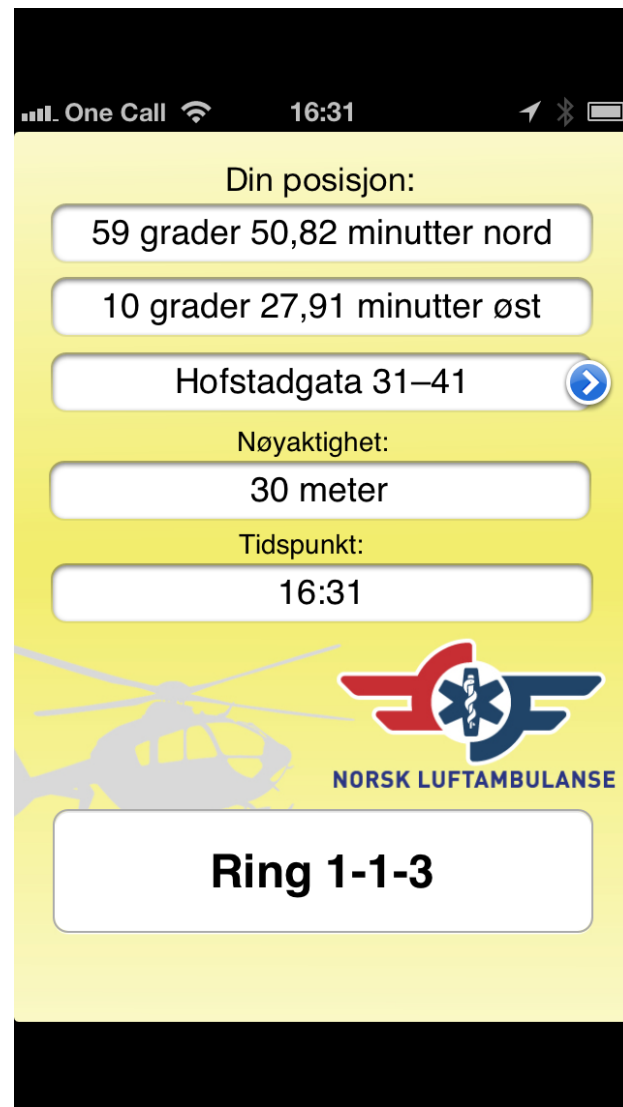 One Call 16:31
Din posisjon:
59 grader 50,82 minutter nord
10 grader 27,91 minutter øst
Hofstadgata 31–41
Nøyaktighet:
30 meter
Tidspunkt:
16:31
NORSK LUFTAMBULANSE
Ring 1-1-3